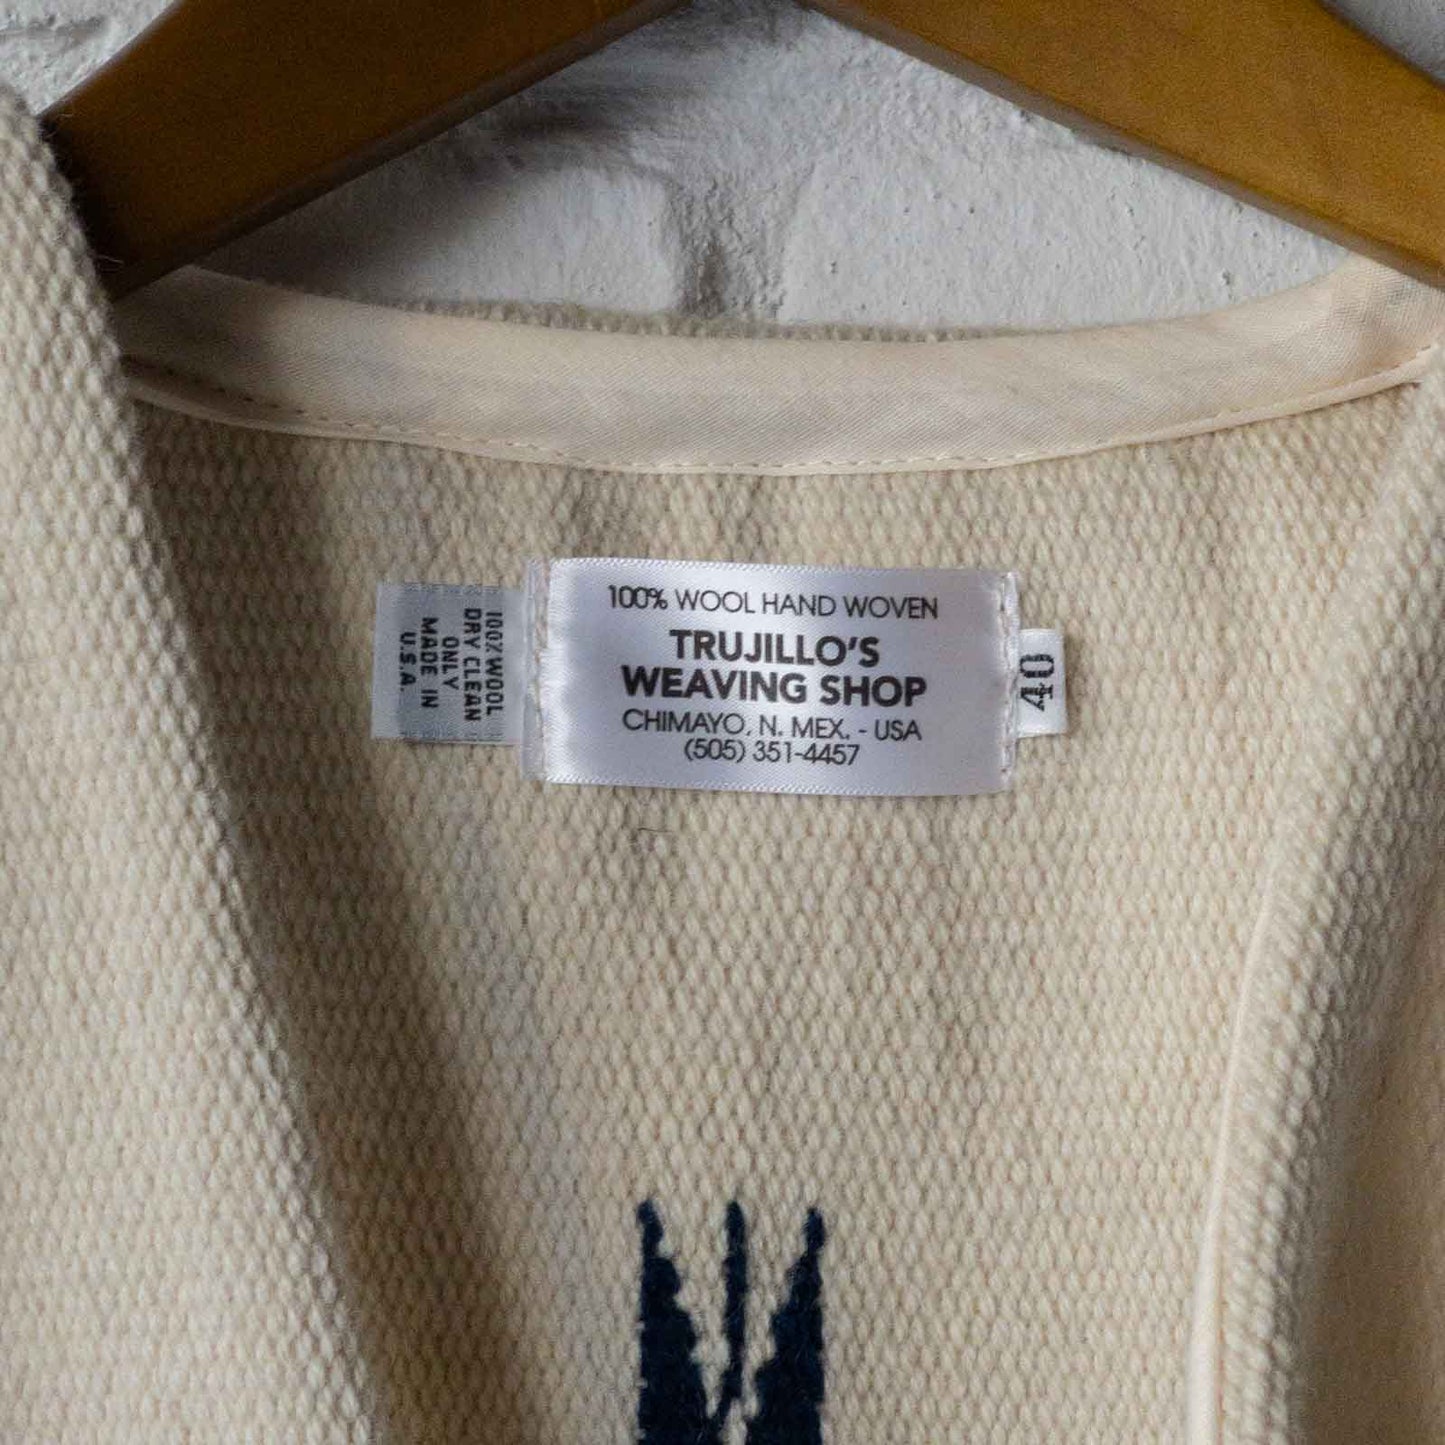 100% WOOL HAND WOVEN
TRUJILLO'S
WEAVING SHOP
CHIMAYO, N. MEX. - USA
(505) 351-4457
100% WOOL
DRY CLEAN
ONLY
MADE IN
U.S.A.
40